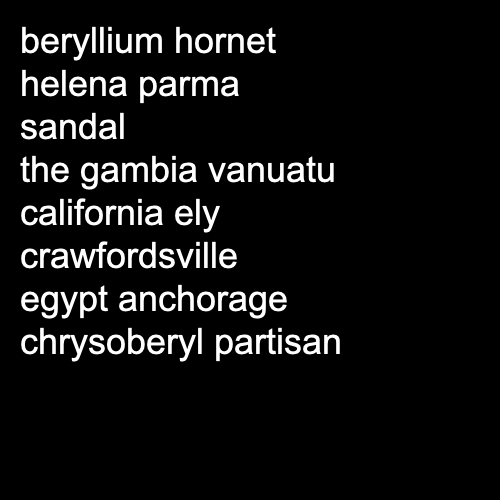 beryllium hornet
helena parma
sandal
the gambia vanuatu
california ely
crawfordsville
egypt anchorage
chrysoberyl partisan